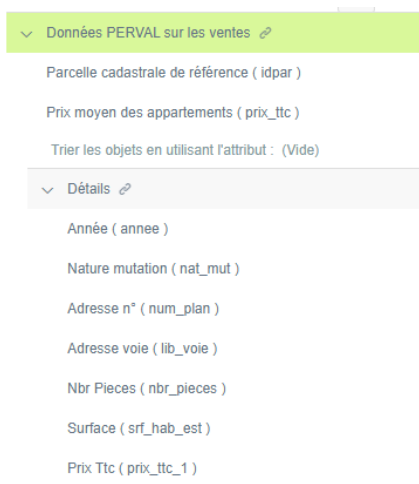 Données PERVAL sur les ventes
Parcelle cadastrale de référence ( idpar )
Prix moyen des appartements ( prix_ttc )
Trier les objets en utilisant l'attribut : (Vide)
Détails
Année ( annee )
Nature mutation ( nat_mut )
Adresse n° ( num_plan )
Adresse voie ( lib_voie )
Nbr Pieces ( nbr_pieces )
Surface ( srf_hab_est )
Prix Ttc ( prix_ttc_1 )